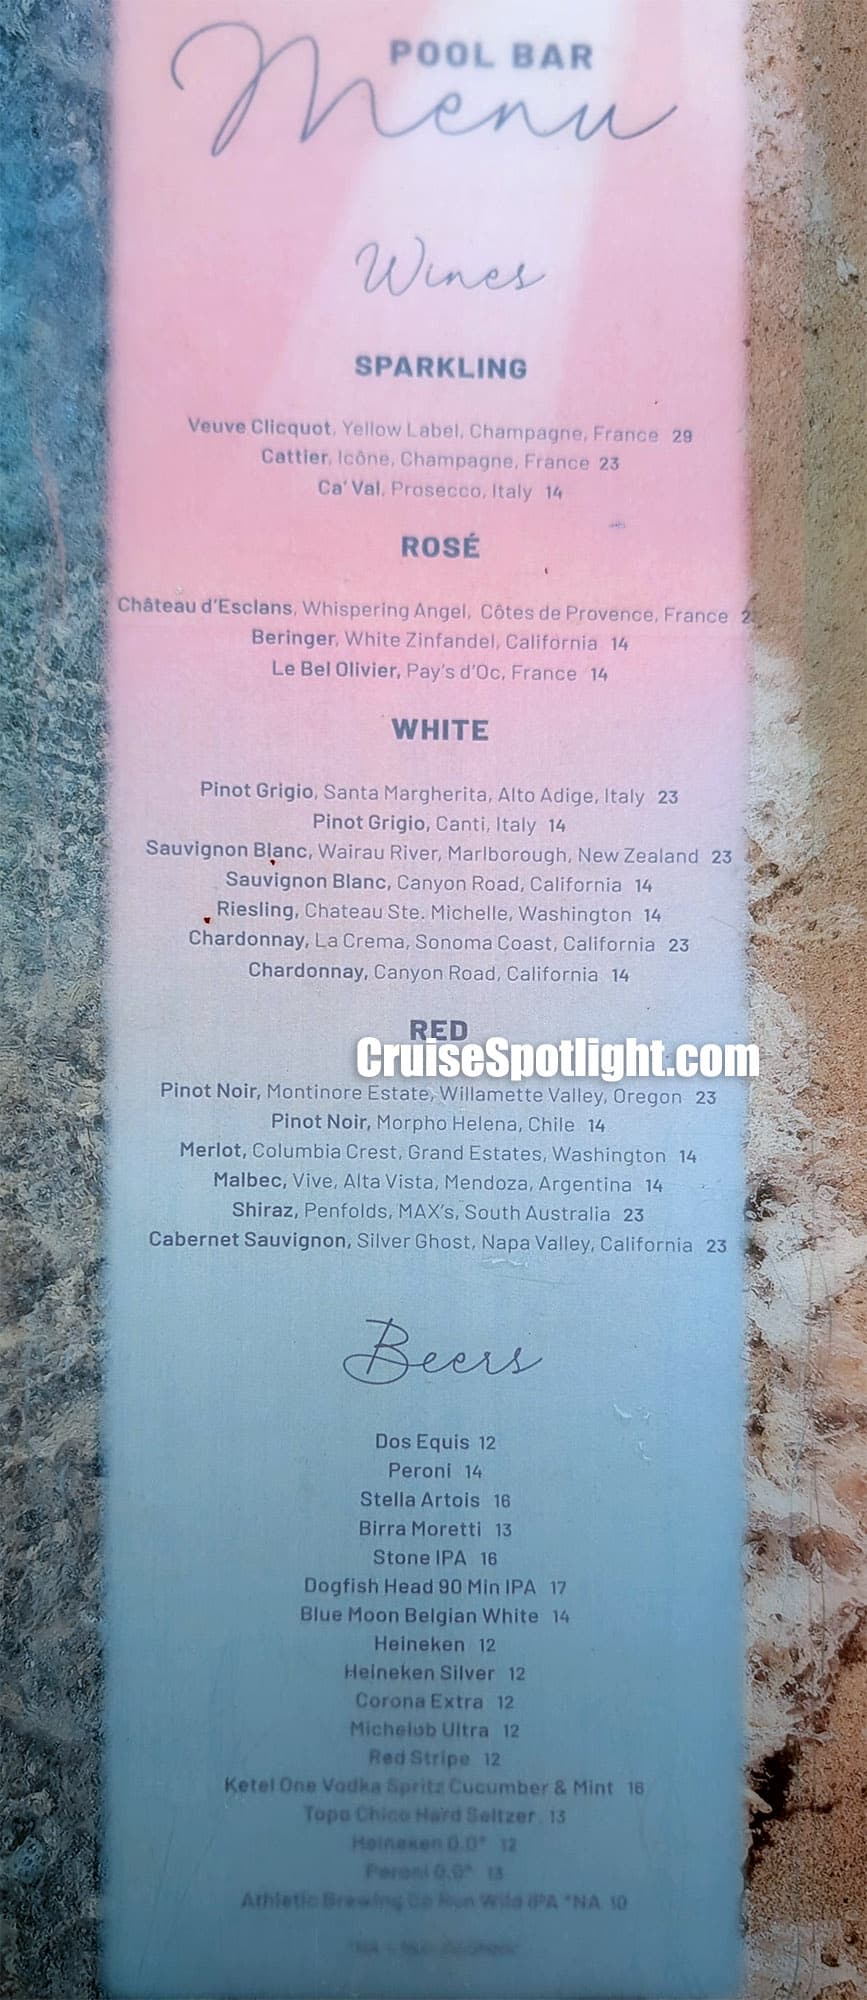 POOL BAR
Menu
Wines
SPARKLING
Veuve Clicquot, Yellow Label, Champagne, France 29
Cattier, Icône, Champagne, France 23
Ca' Val, Prosecco, Italy 14
ROSÉ
Château d'Esclans, Whispering Angel, Côtes de Provence, France
Beringer, White Zinfandel, California 14
Le Bel Olivier, Pay's d'Oc, France 14
WHITE
Pinot Grigio, Santa Margherita, Alto Adige, Italy 23
Pinot Grigio, Canti, Italy 14
Sauvignon Blanc, Wairau River, Marlborough, New Zealand 23
Sauvignon Blanc, Canyon Road, California 14
Riesling, Chateau Ste. Michelle, Washington 14
Chardonnay, La Crema, Sonoma Coast, California 23
Chardonnay, Canyon Road, California 14
RED
CruiseSpotlight.com
Pinot Noir, Montinore Estate, Willamette Valley, Oregon 23
Pinot Noir, Morpho Helena, Chile 14
Merlot, Columbia Crest, Grand Estates, Washington 14
Malbec, Vive, Alta Vista, Mendoza, Argentina 14
Shiraz, Penfolds, MAX's, South Australia 23
Cabernet Sauvignon, Silver Ghost, Napa Valley, California 23
Beers
Dos Equis 12
Peroni 14
Stella Artois 16
Birra Moretti 13
Stone IPA 16
Dogfish Head 90 Min IPA 17
Blue Moon Belgian White 14
Heineken 12
Heineken Silver 12
Corona Extra 12
Michelob Ultra 12
Red Stripe 12
Ketel One Vodka Spritz Cucumber & Mint 16
Topo Chico Hard Seltzer 13
Heineken 0.0* 12
Peroni 0.0* 13
Athletic Brewing Co Run Wild IPA *NA 10